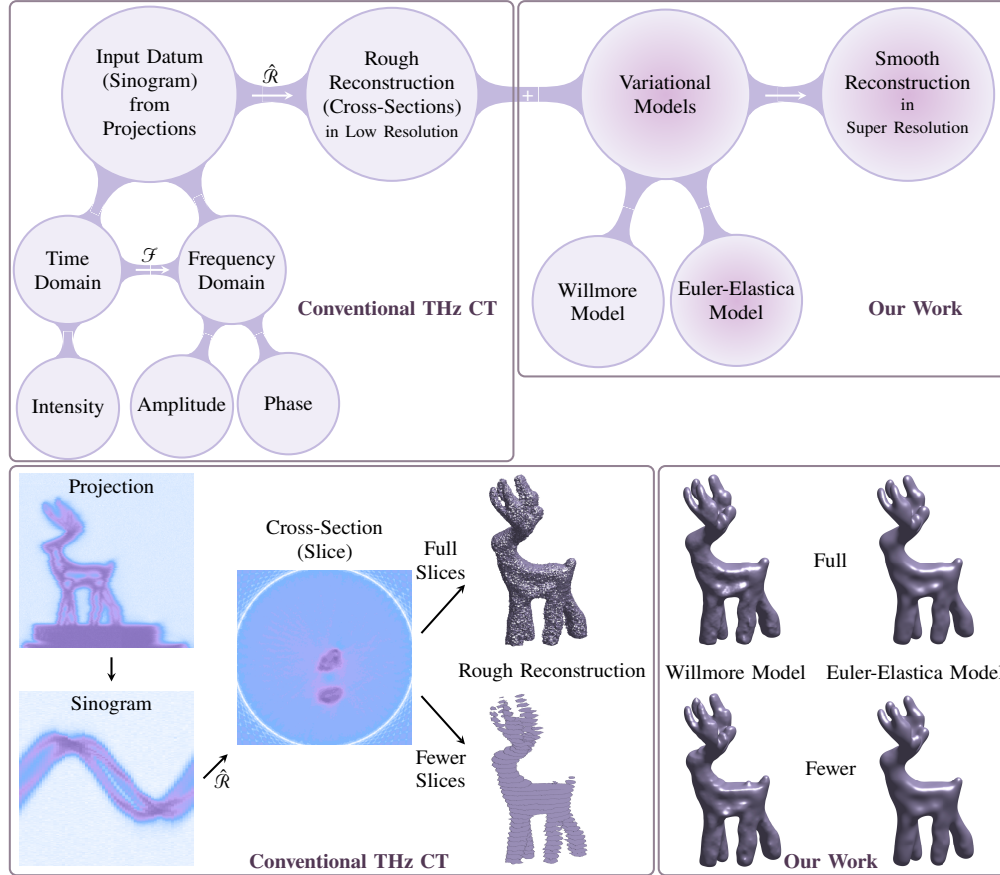 Input Datum
(Sinogram)
from
Projections
ℛ̂
Rough
Reconstruction
(Cross-Sections)
in Low Resolution
+
Variational
Models
Smooth
Reconstruction
in
Super Resolution
Time
Domain
ℱ
Frequency
Domain
Willmore
Model
Euler-Elastica
Model
Conventional THz CT
Our Work
Intensity
Amplitude
Phase
Projection
Sinogram
ℛ̂
Cross-Section
(Slice)
Full
Slices
Fewer
Slices
Rough Reconstruction
Conventional THz CT
Full
Willmore Model
Euler-Elastica Model
Fewer
Our Work